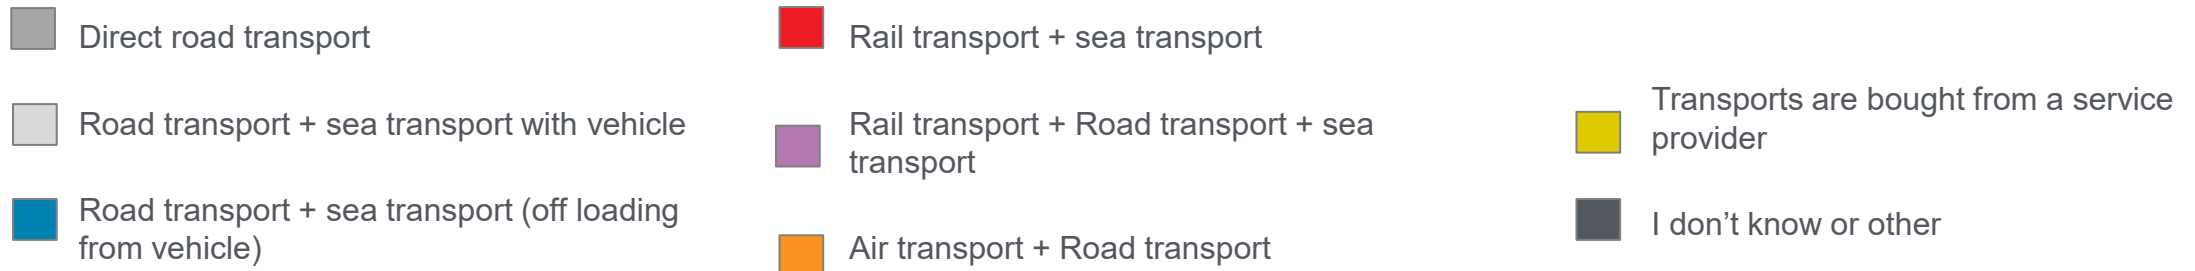 Direct road transport
Road transport + sea transport with vehicle
Road transport + sea transport (off loading
from vehicle)
Rail transport + sea transport
Rail transport + Road transport + sea
transport
Air transport + Road transport
Transports are bought from a service
provider
I don’t know or other